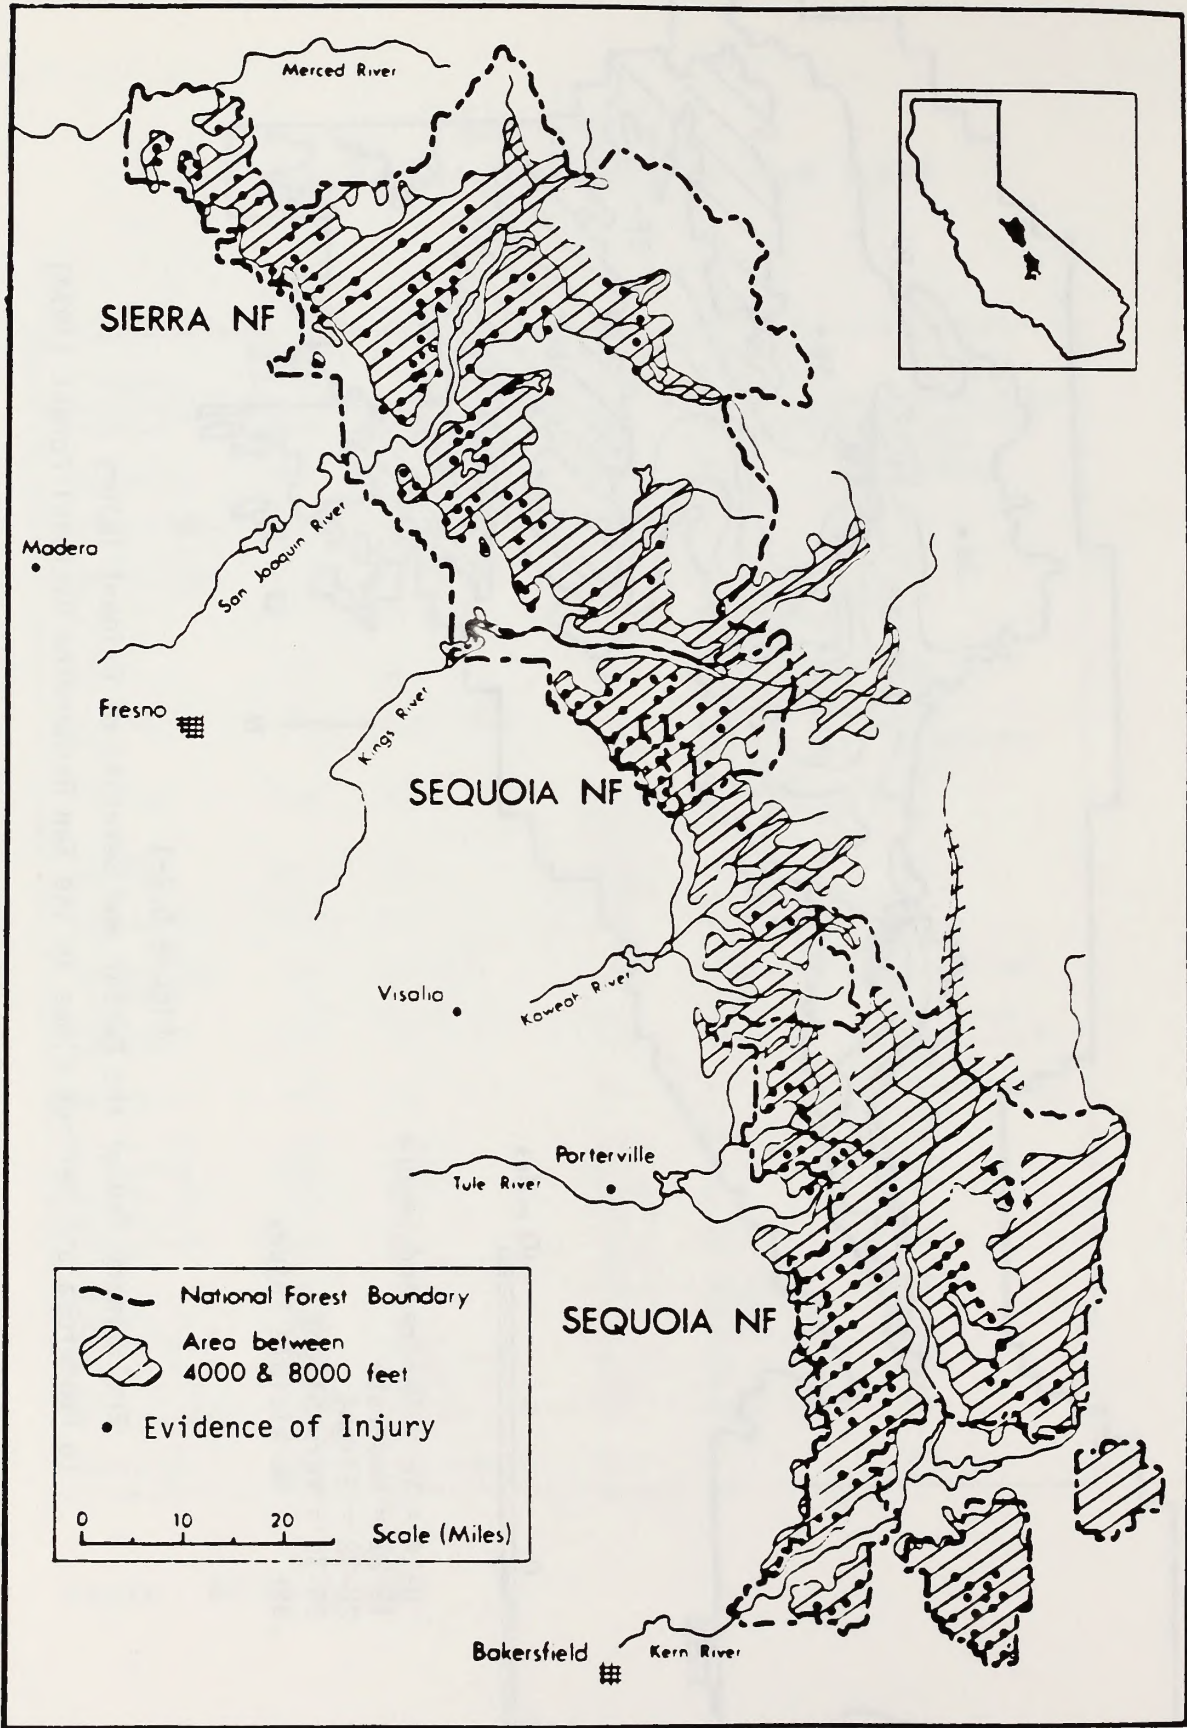 Merced River
SIERRA NF
Madera
San Joaquin River
Fresno
Kings River
SEQUOIA NF
Visalia
Kaweah River
Porterville
Tule River
SEQUOIA NF
National Forest Boundary
Area between
4000 & 8000 feet
• Evidence of Injury
0 10 20 Scale (Miles)
Bakersfield
Kern River